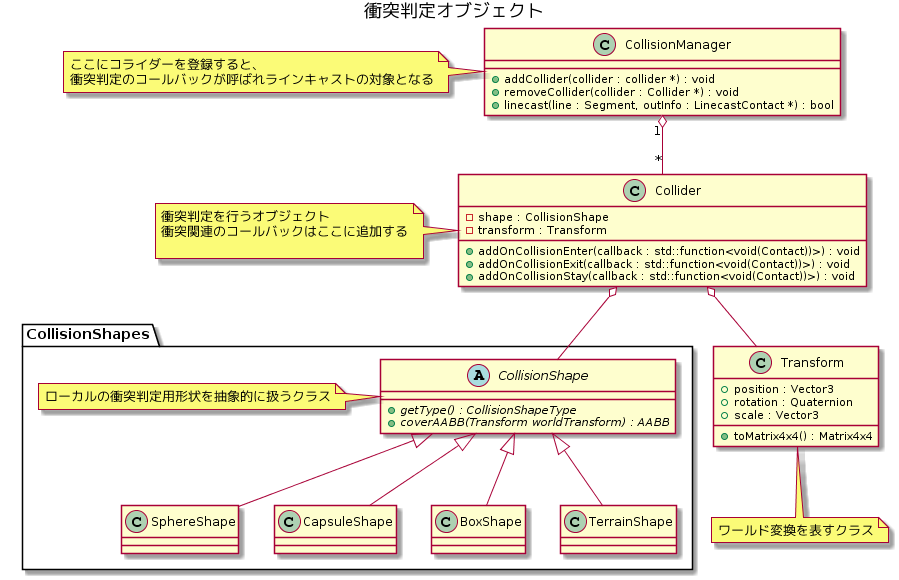 衝突判定オブジェクト
ここにコライダーを登録すると、
衝突判定のコールバックが呼ばれラインキャストの対象となる
C CollisionManager
addCollider(collider : collider *) : void
removeCollider(collider : Collider *) : void
linecast(line : Segment, outInfo : LinecastContact *) : bool
1
*
衝突判定を行うオブジェクト
衝突関連のコールバックはここに追加する
C Collider
shape : CollisionShape
transform : Transform
addOnCollisionEnter(callback : std::function<void(Contact))>) : void
addOnCollisionExit(callback : std::function<void(Contact))>) : void
addOnCollisionStay(callback : std::function<void(Contact))>) : void
CollisionShapes
ローカルの衝突判定用形状を抽象的に扱うクラス
A CollisionShape
getType() : CollisionShapeType
coverAABB(Transform worldTransform) : AABB
C Transform
position : Vector3
rotation : Quaternion
scale : Vector3
toMatrix4x4() : Matrix4x4
C SphereShape
C CapsuleShape
C BoxShape
C TerrainShape
ワールド変換を表すクラス